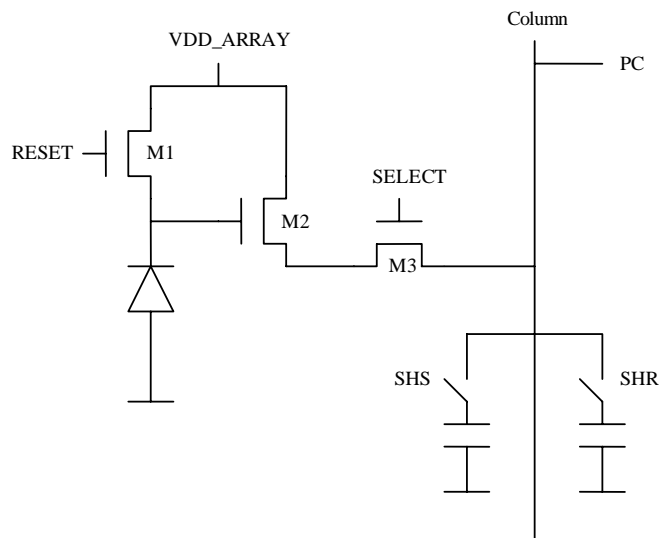 Column
VDD_ARRAY
PC
RESET
M1
SELECT
M2
M3
SHS
SHR